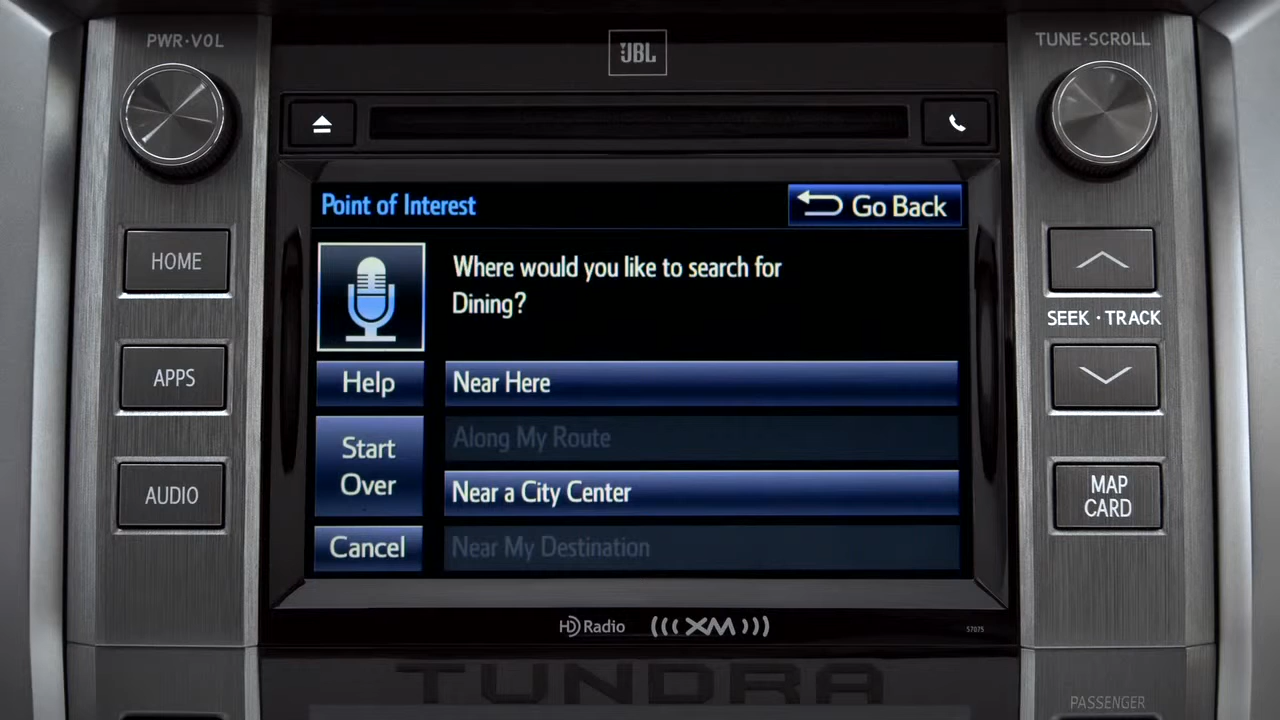 PWR·VOL
JBL
TUNE·SCROLL
Point of Interest
Go Back
HOME
Where would you like to search for
Dining?
SEEK · TRACK
APPS
Help
Near Here
Start
Over
Along My Route
AUDIO
Near a City Center
MAP
CARD
Cancel
Near My Destination
HD Radio
XM
57075
TUNDRA
PASSENGER